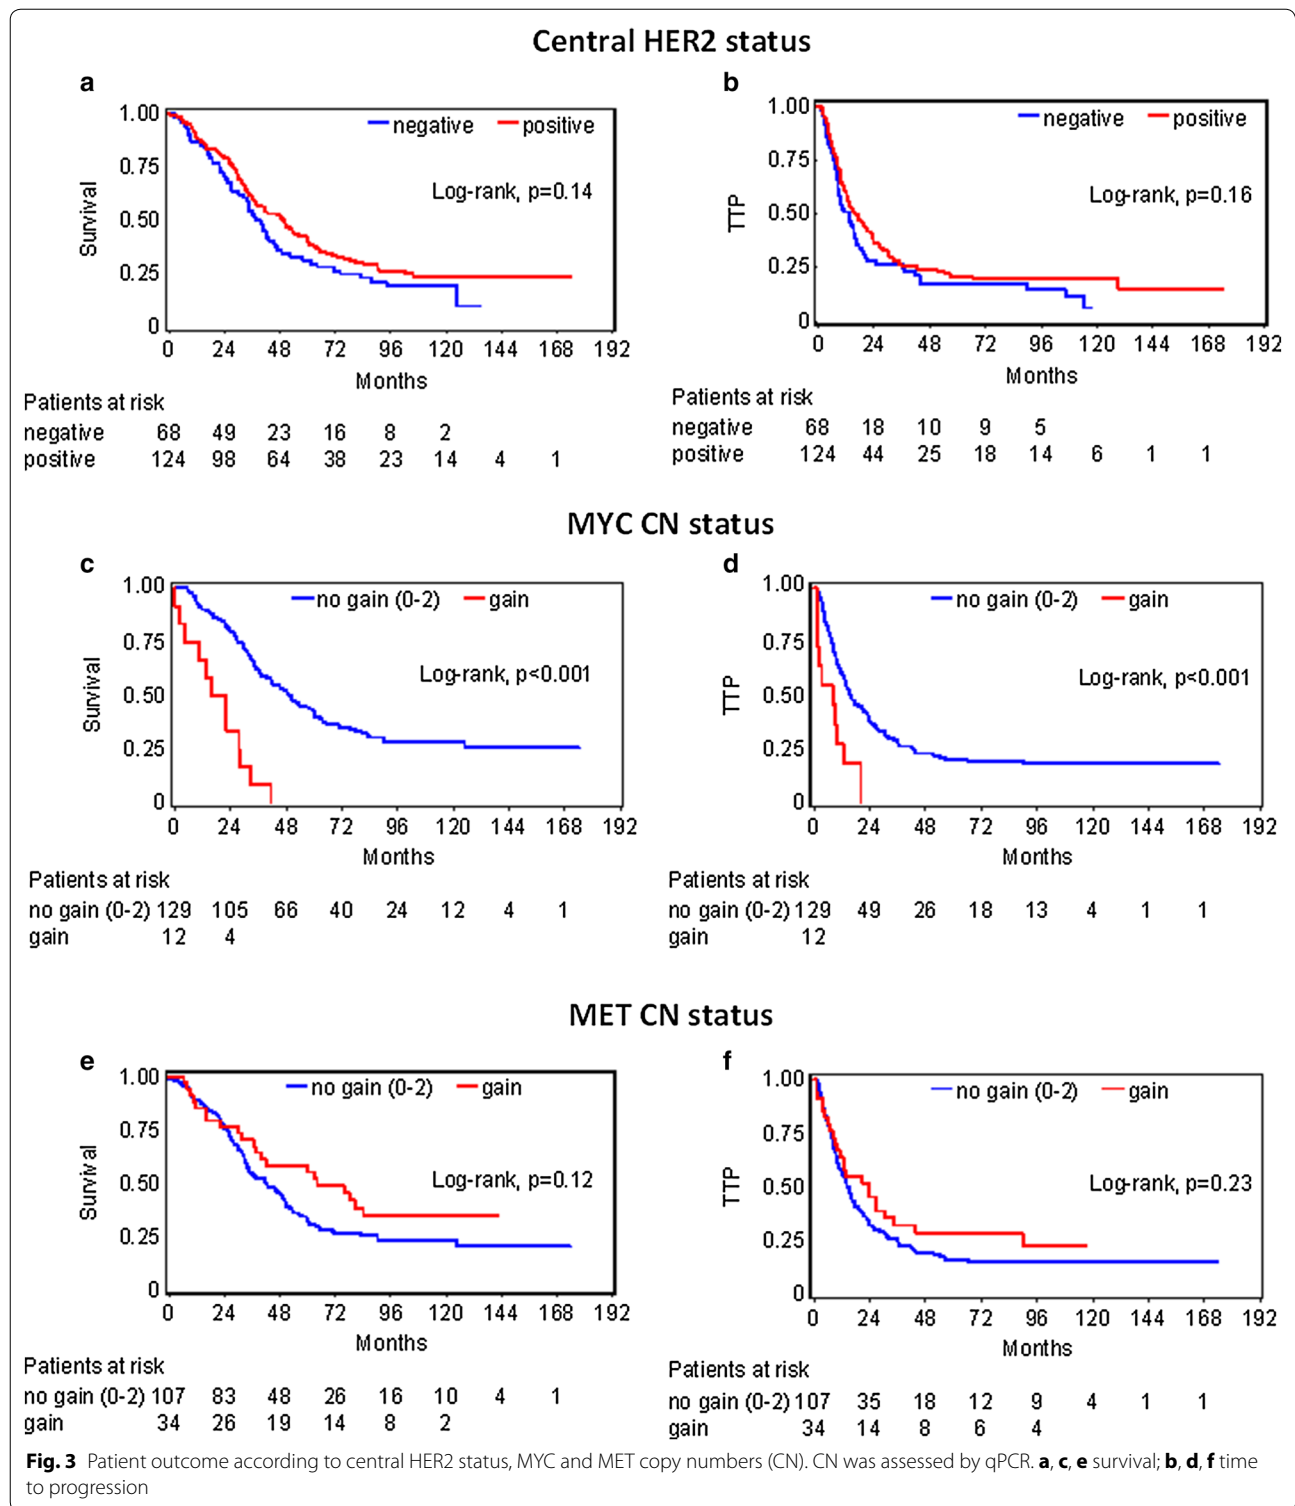 Central HER2 status
a
1.00
0.75
0.50
0.25
0
Survival
negative positive
Log-rank, p=0.14
0 24 48 72 96 120 144 168 192
Months
Patients at risk
negative 68 49 23 16 8 2
positive 124 98 64 38 23 14 4 1
b
1.00
0.75
0.50
0.25
0
TTP
negative positive
Log-rank, p=0.16
0 24 48 72 96 120 144 168 192
Months
Patients at risk
negative 68 18 10 9 5
positive 124 44 25 18 14 6 1 1
MYC CN status
c
1.00
0.75
0.50
0.25
0
Survival
no gain (0-2) gain
Log-rank, p<0.001
0 24 48 72 96 120 144 168 192
Months
Patients at risk
no gain (0-2) 129 105 66 40 24 12 4 1
gain 12 4
d
1.00
0.75
0.50
0.25
0
TTP
no gain (0-2) gain
Log-rank, p<0.001
0 24 48 72 96 120 144 168 192
Months
Patients at risk
no gain (0-2) 129 49 26 18 13 4 1 1
gain 12
MET CN status
e
1.00
0.75
0.50
0.25
0
Survival
no gain (0-2) gain
Log-rank, p=0.12
0 24 48 72 96 120 144 168 192
Months
Patients at risk
no gain (0-2) 107 83 48 26 16 10 4 1
gain 34 26 19 14 8 2
f
1.00
0.75
0.50
0.25
0
TTP
no gain (0-2) gain
Log-rank, p=0.23
0 24 48 72 96 120 144 168 192
Months
Patients at risk
no gain (0-2) 107 35 18 12 9 4 1 1
gain 34 14 8 6 4
Fig. 3 Patient outcome according to central HER2 status, MYC and MET copy numbers (CN). CN was assessed by qPCR. a, c, e survival; b, d, f time
to progression